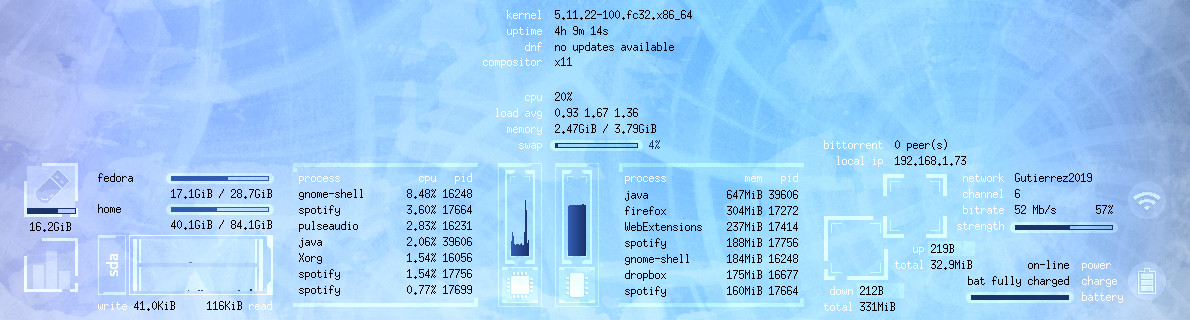 kernel 5.11.22-100.fc32.x86_64
uptime 4h 9m 14s
dnf no updates available
compositor x11
cpu 20%
load avg 0.93 1.67 1.36
memory 2.47GiB / 3.79GiB
swap 4%
16.2GiB
fedora
17.1GiB / 28.7GiB
home
40.1GiB / 84.1GiB
sda
write 41.0KiB 116KiB read
process cpu pid
gnome-shell 8.48% 16248
spotify 3.60% 17664
pulseaudio 2.83% 16231
java 2.06% 39606
Xorg 1.54% 16056
spotify 1.54% 17756
spotify 0.77% 17699
process mem pid
java 647MiB 39606
firefox 304MiB 17272
WebExtensions 237MiB 17414
spotify 188MiB 17756
gnome-shell 184MiB 16248
dropbox 175MiB 16677
spotify 160MiB 17664
bittorrent 0 peer(s)
local ip 192.168.1.73
network Gutierrez2019
channel 6
bitrate 52 Mb/s 57%
strength
up 219B
total 32.9MiB
down 212B
total 331MiB
on-line power
bat fully charged charge
battery